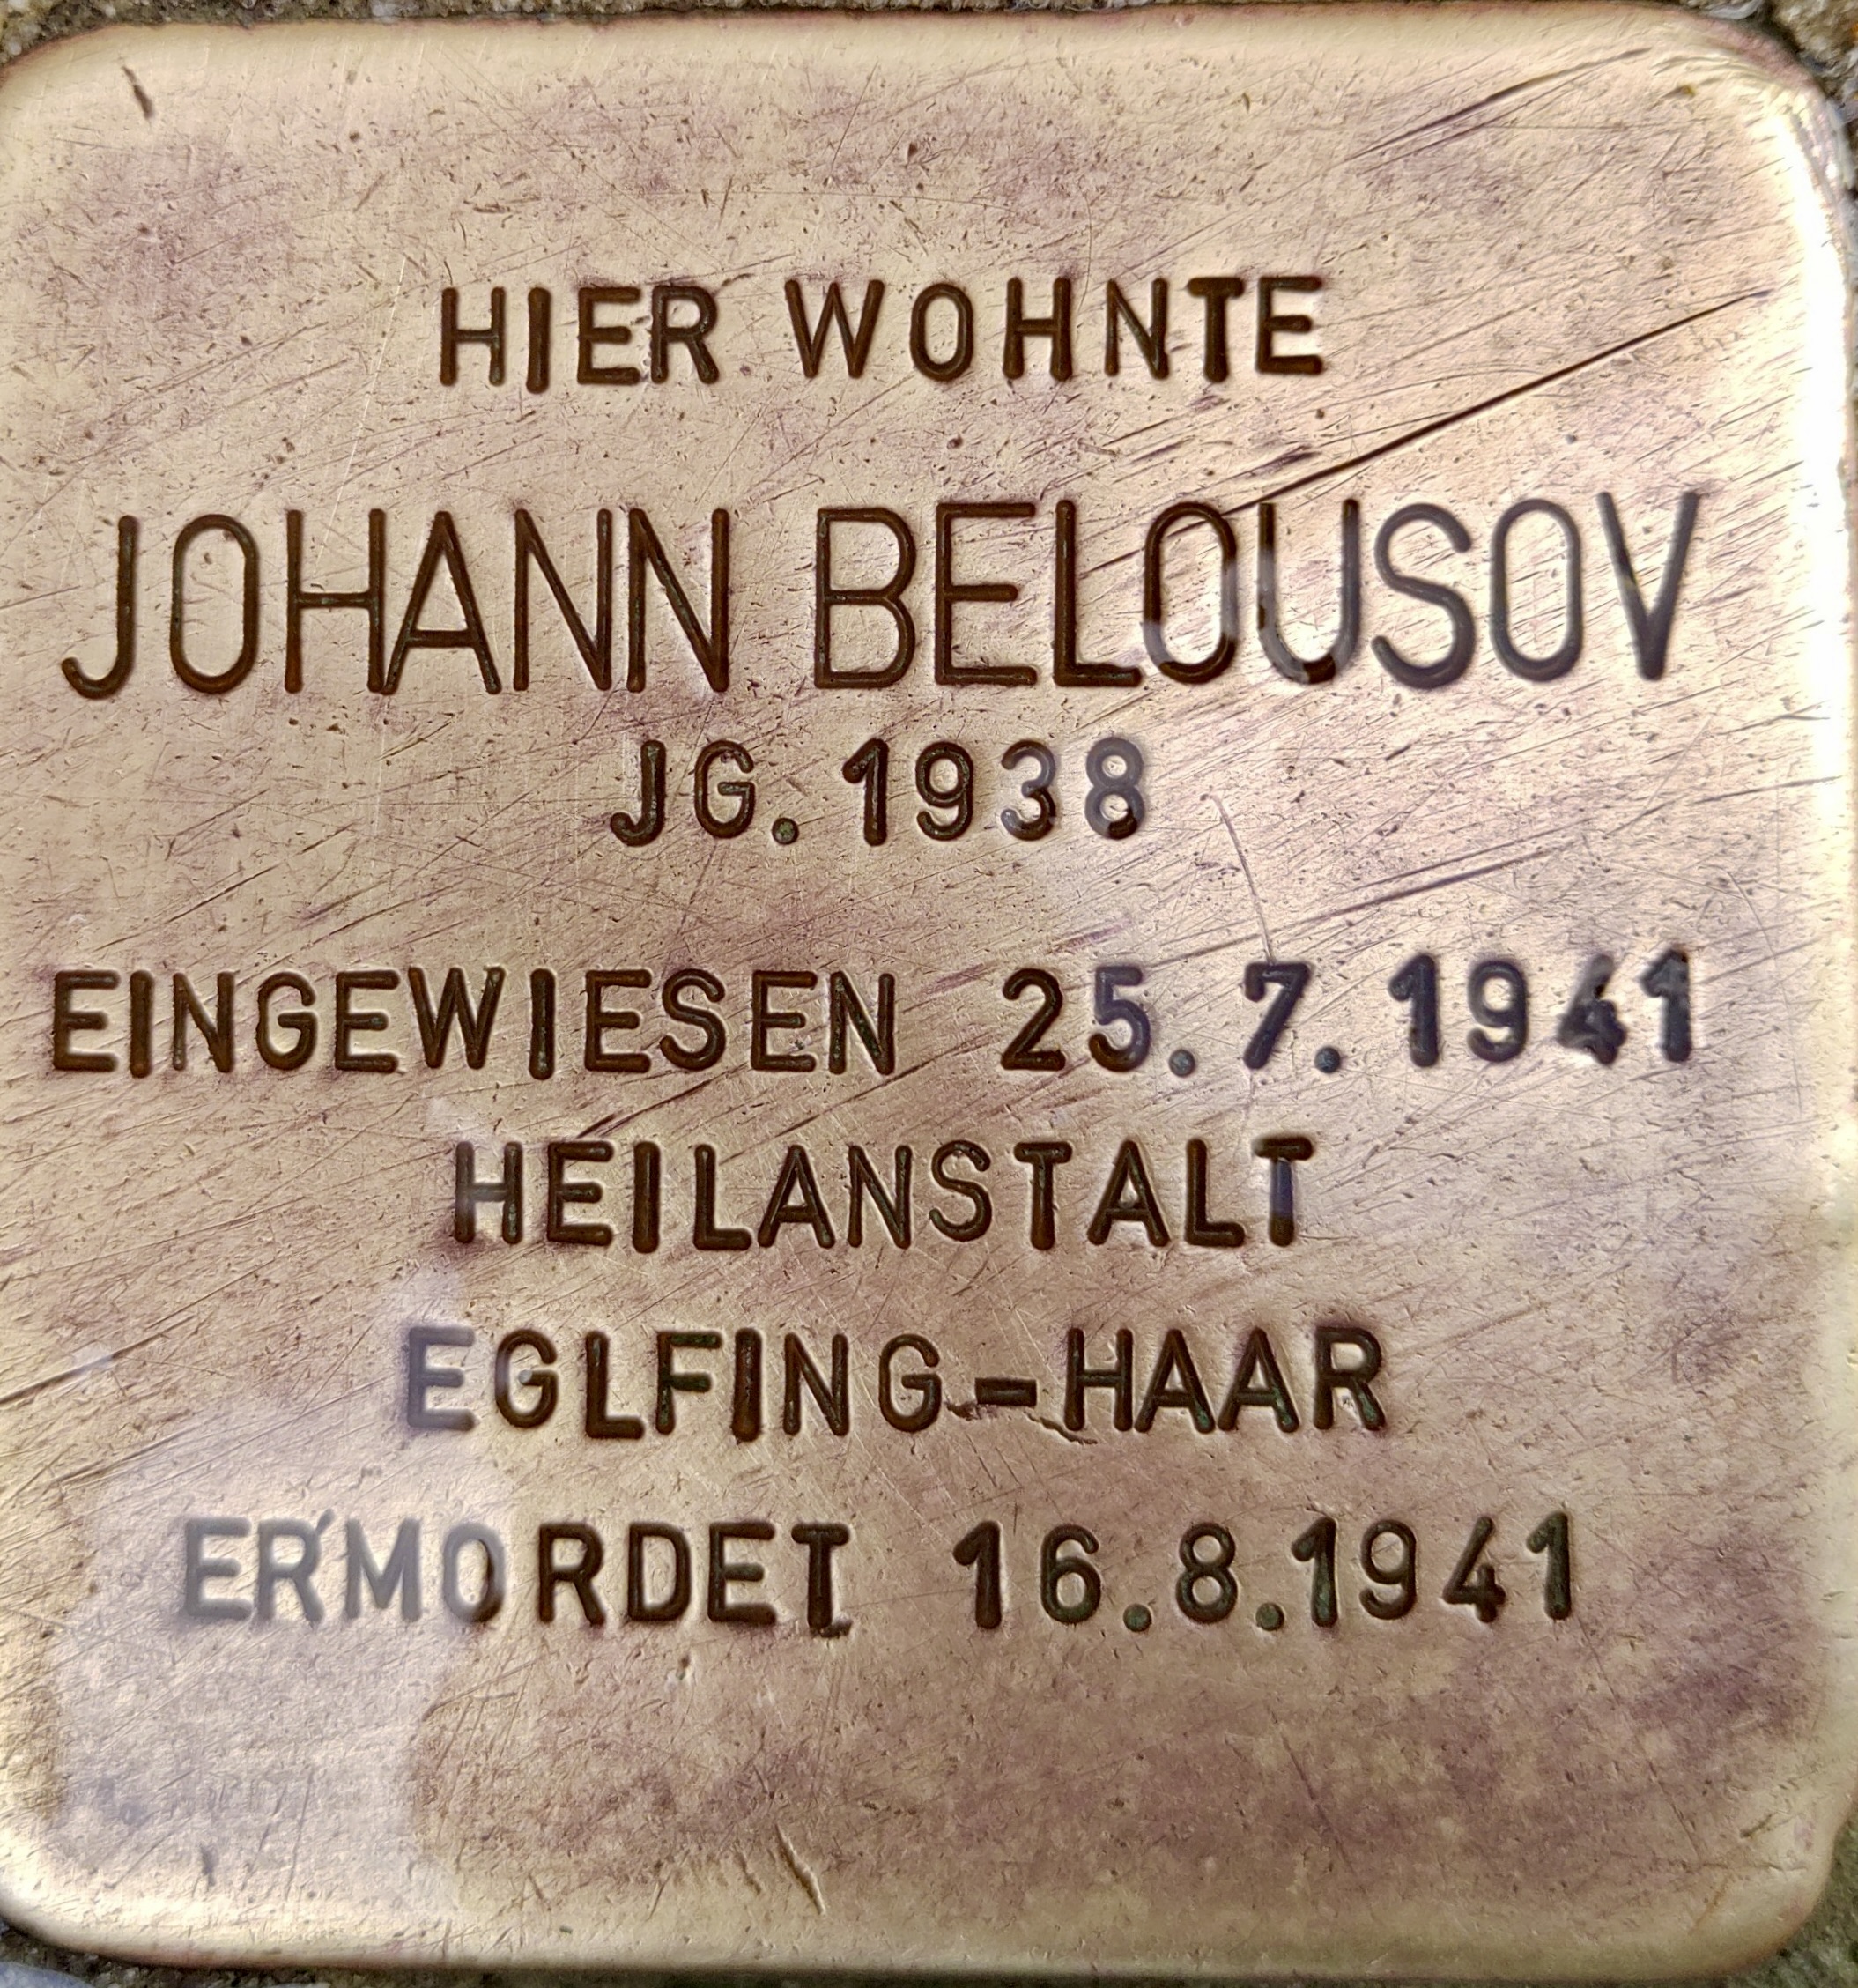 HIER WOHNTE
JOHANN BELOUSOV
JG. 1938
EINGEWIESEN 25.7.1941
HEILANSTALT
EGLFING-HAAR
ERMORDET 16.8.1941